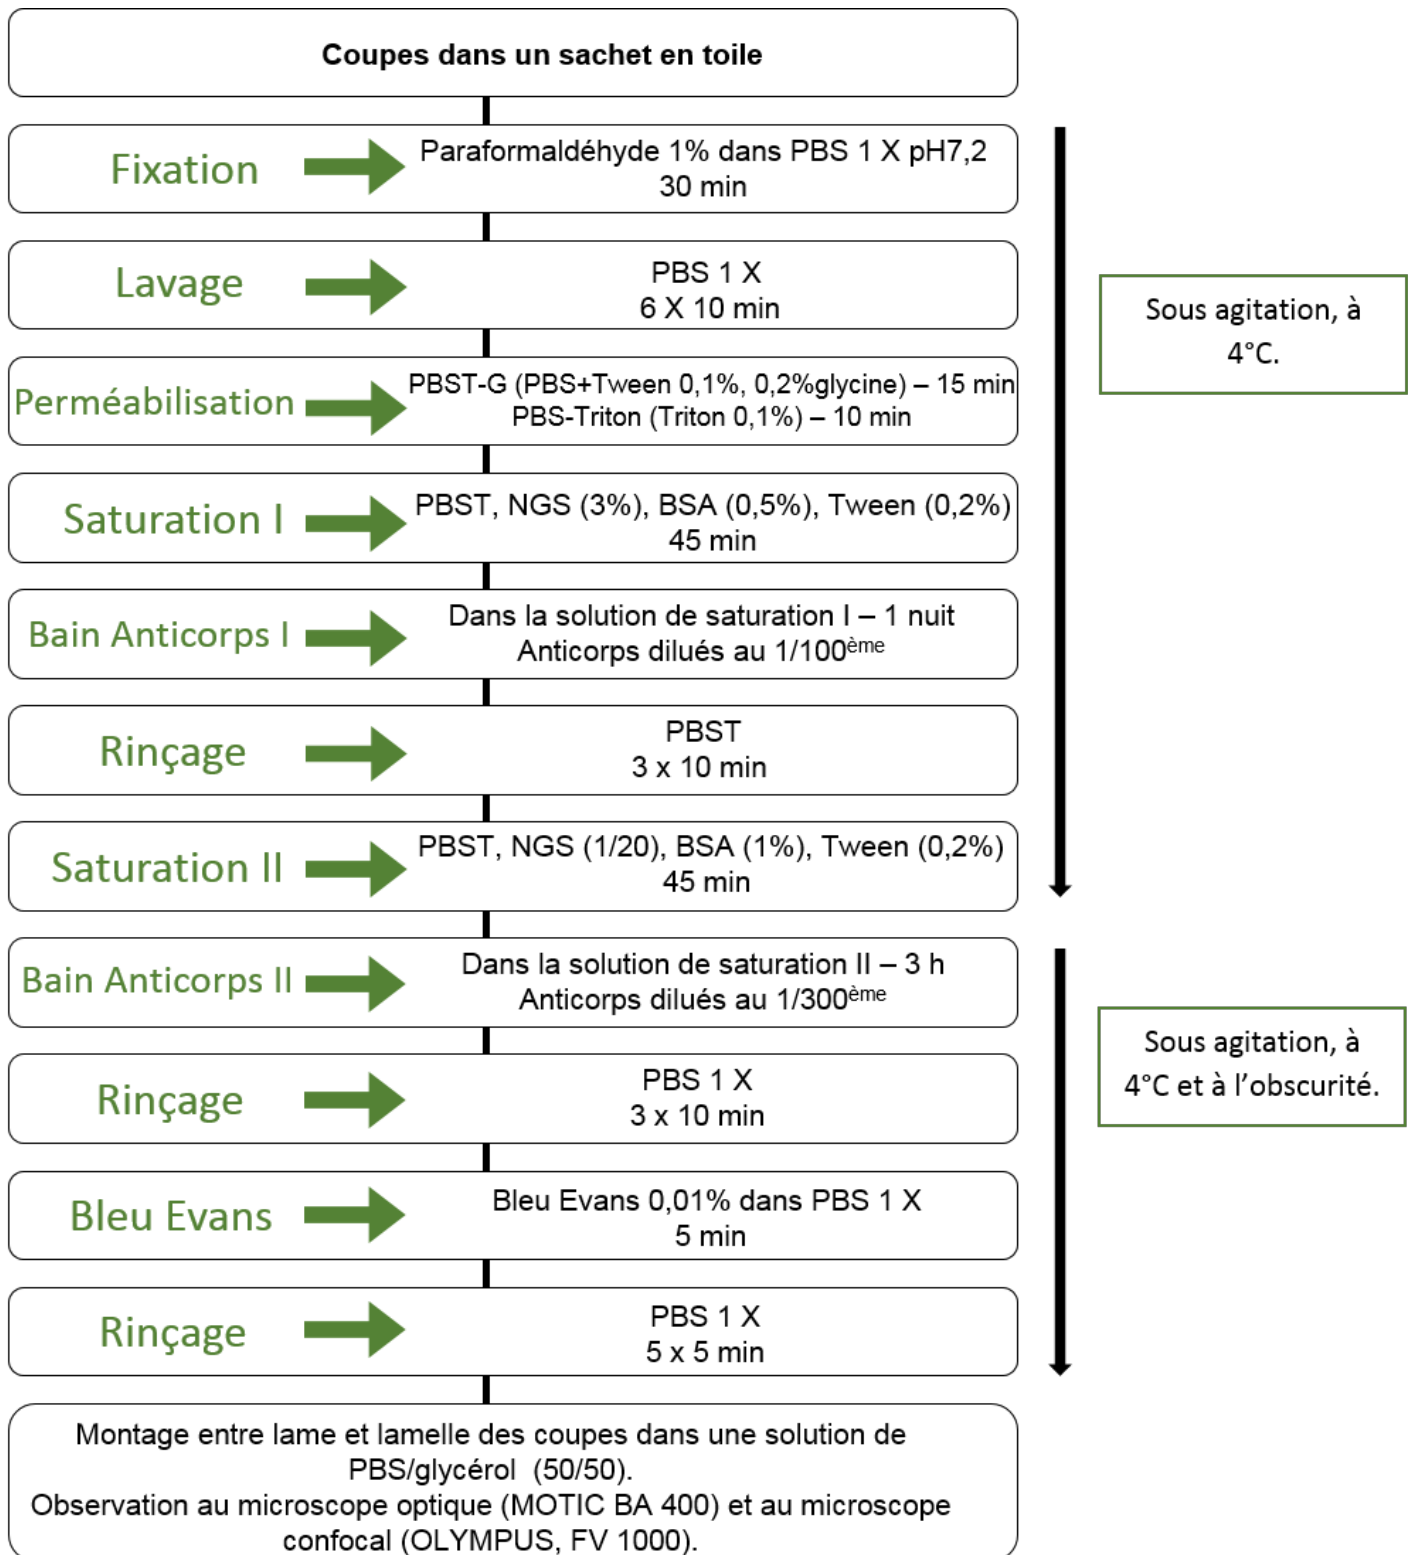 Coupes dans un sachet en toile
Fixation
Paraformaldéhyde 1% dans PBS 1 X pH7,2
30 min
Lavage
PBS 1 X
6 X 10 min
Sous agitation, à
4°C.
Perméabilisation
PBST-G (PBS+Tween 0,1%, 0,2%glycine) – 15 min
PBS-Triton (Triton 0,1%) – 10 min
Saturation I
PBST, NGS (3%), BSA (0,5%), Tween (0,2%)
45 min
Bain Anticorps I
Dans la solution de saturation I – 1 nuit
Anticorps dilués au 1/100ème
Rinçage
PBST
3 x 10 min
Saturation II
PBST, NGS (1/20), BSA (1%), Tween (0,2%)
45 min
Bain Anticorps II
Dans la solution de saturation II – 3 h
Anticorps dilués au 1/300ème
Sous agitation, à
4°C et à l’obscurité.
Rinçage
PBS 1 X
3 x 10 min
Bleu Evans
Bleu Evans 0,01% dans PBS 1 X
5 min
Rinçage
PBS 1 X
5 x 5 min
Montage entre lame et lamelle des coupes dans une solution de
PBS/glycérol (50/50).
Observation au microscope optique (MOTIC BA 400) et au microscope
confocal (OLYMPUS, FV 1000).